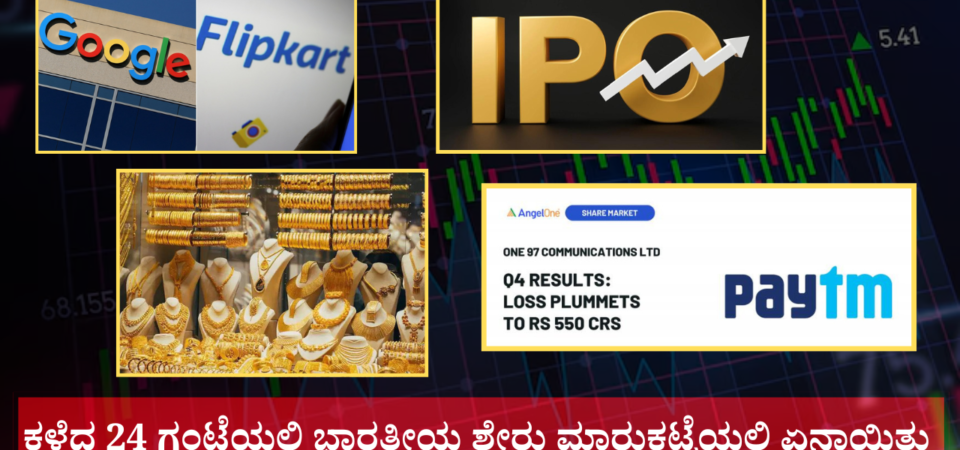 Google
Flipkart
IPO
5.41
AngelOne
SHARE MARKET
ONE 97 COMMUNICATIONS LTD
Q4 RESULTS:
LOSS PLUMMETS
TO RS 550 CRS
paytm
68.155
ಕಳೆದ 24 ಗಂಟೆಯಲ್ಲಿ ಭಾರತೀಯ ಶೇರು ಮಾರುಕಟ್ಟೆಯಲ್ಲಿ ಏನಾಯಿತು